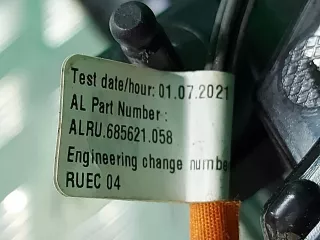 Test date/hour: 01.07.2021
AL Part Number :
ALRU.685621.058
Engineering change numbe
RUEC 04